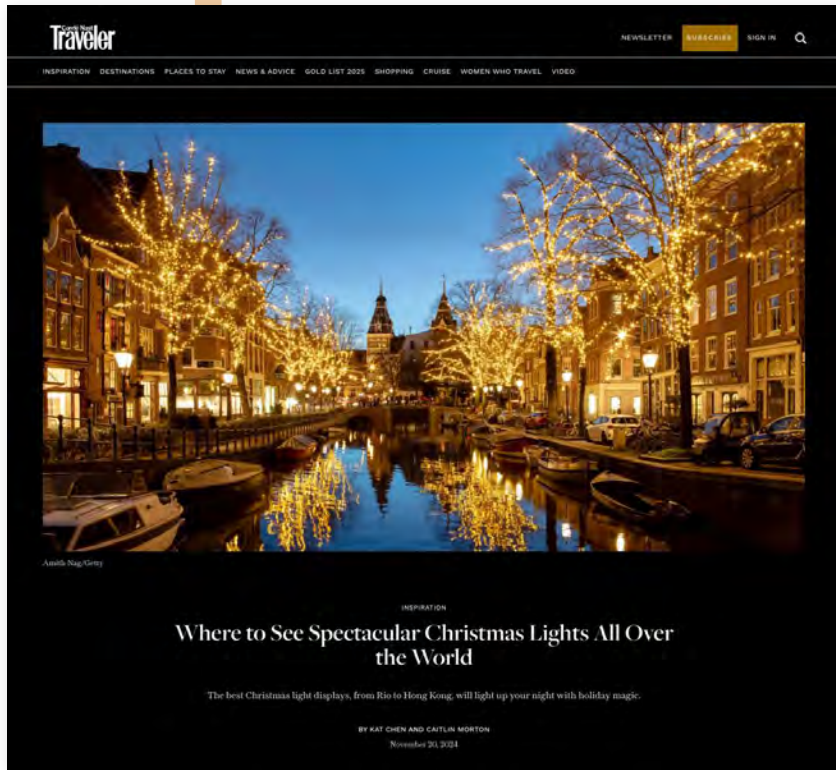 Condé Nast
Traveler
NEWSLETTER SUBSCRIBE SIGN IN
INSPIRATION DESTINATIONS PLACES TO STAY NEWS & ADVICE GOLD LIST 2025 SHOPPING CRUISE WOMEN WHO TRAVEL VIDEO
Amith Nag/Getty
INSPIRATION
Where to See Spectacular Christmas Lights All Over
the World
The best Christmas light displays, from Rio to Hong Kong, will light up your night with holiday magic.
BY KAT CHEN AND CAITLIN MORTON
November 20, 2024